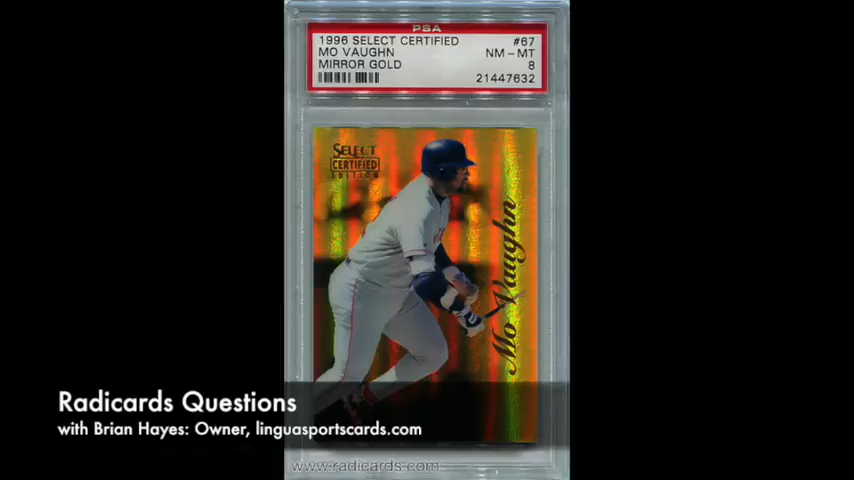 PSA
1996 SELECT CERTIFIED #67
MO VAUGHN NM-MT
MIRROR GOLD 8
21447632
SELECT
CERTIFIED
EDITION
Mo Vaughn
Radicards Questions
with Brian Hayes: Owner, linguasportscards.com
www.radicards.com